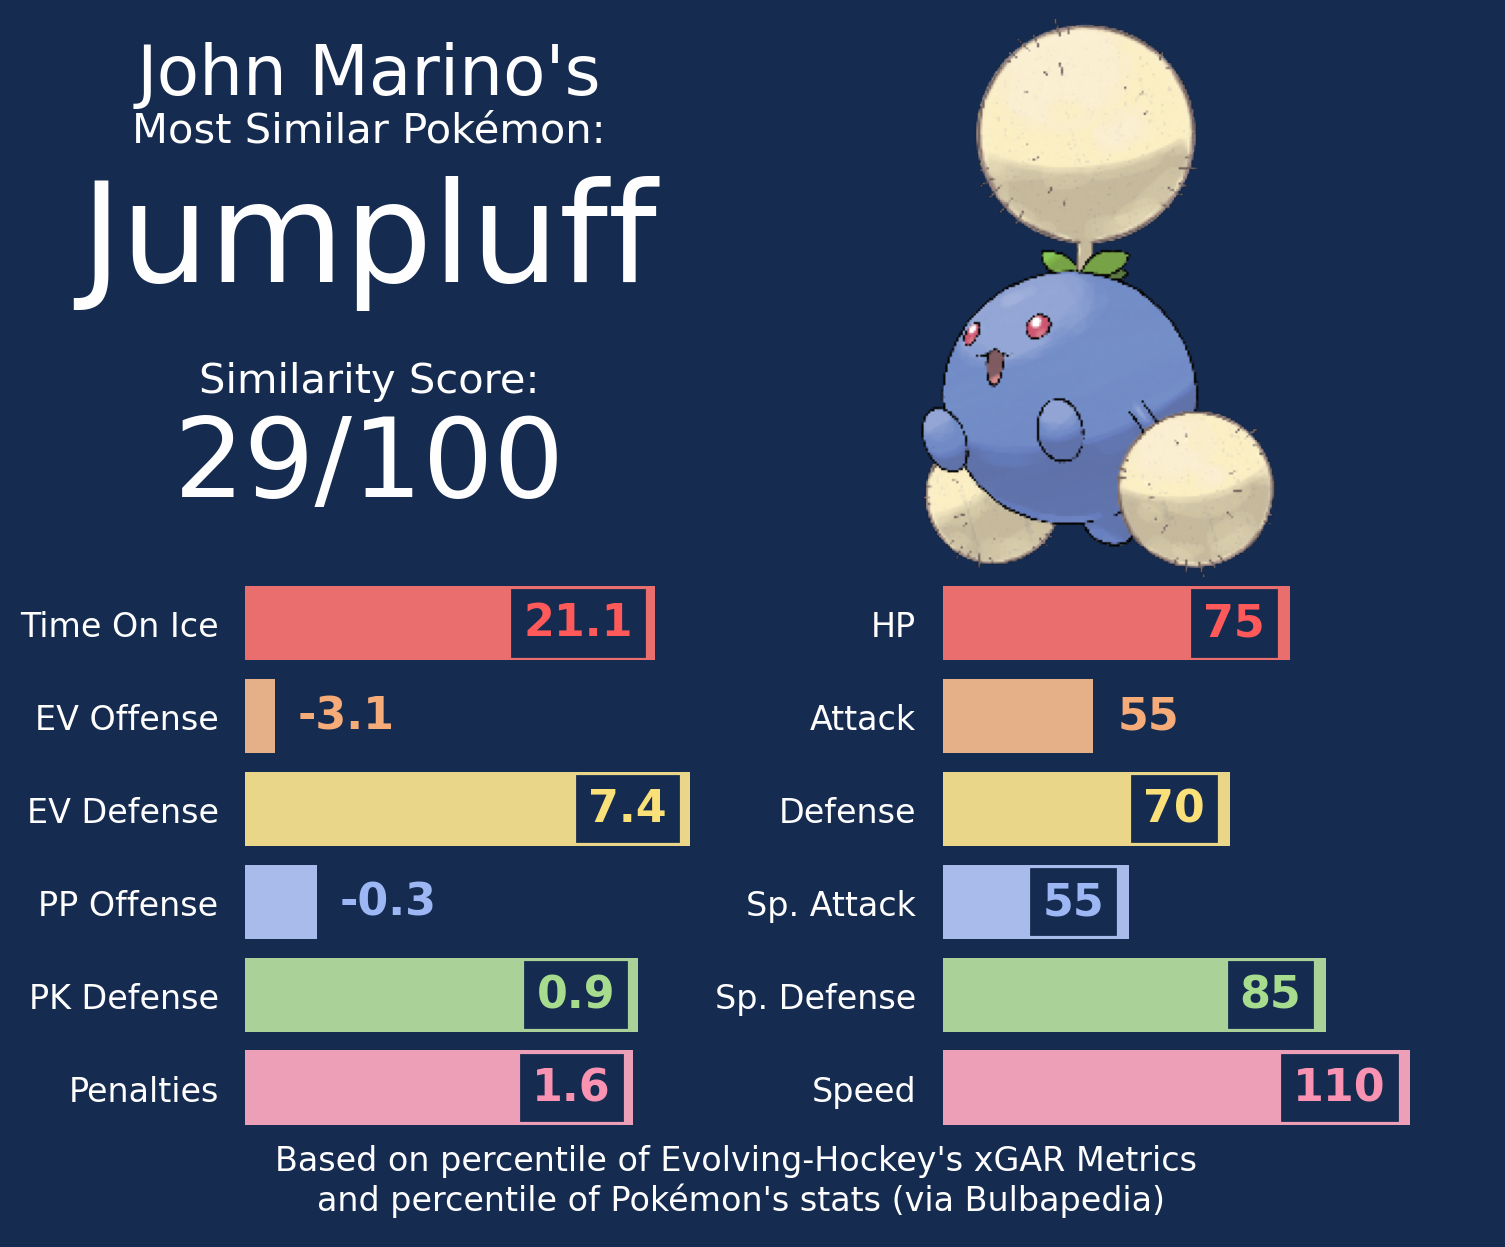 John Marino's
Most Similar Pokémon:
Jumpluff
Similarity Score:
29/100
Time On Ice 21.1
EV Offense -3.1
EV Defense 7.4
PP Offense -0.3
PK Defense 0.9
Penalties 1.6
HP 75
Attack 55
Defense 70
Sp. Attack 55
Sp. Defense 85
Speed 110
Based on percentile of Evolving-Hockey's xGAR Metrics
and percentile of Pokémon's stats (via Bulbapedia)